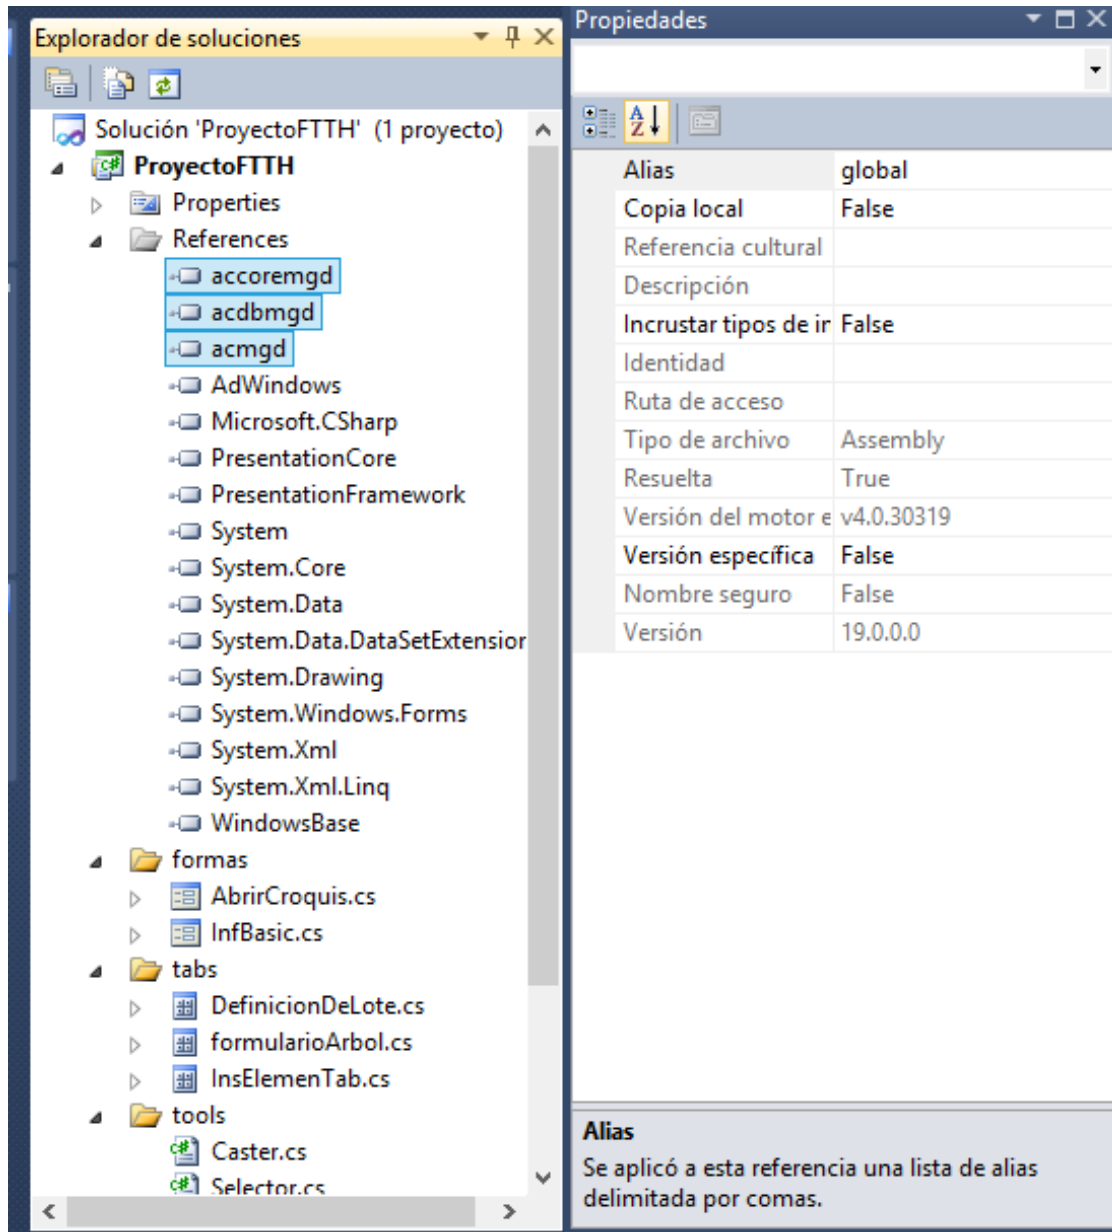 Explorador de soluciones
Solución 'ProyectoFTTH' (1 proyecto)
ProyectoFTTH
Properties
References
accoremgd
acdbmgd
acmgd
AdWindows
Microsoft.CSharp
PresentationCore
PresentationFramework
System
System.Core
System.Data
System.Data.DataSetExtension
System.Drawing
System.Windows.Forms
System.Xml
System.Xml.Linq
WindowsBase
formas
AbrirCroquis.cs
InfBasic.cs
tabs
DefinicionDeLote.cs
formularioArbol.cs
InsElemenTab.cs
tools
Caster.cs
Selector.cs
Propiedades
Alias global
Copia local False
Referencia cultural
Descripción
Incrustar tipos de in False
Identidad
Ruta de acceso
Tipo de archivo Assembly
Resuelta True
Versión del motor e v4.0.30319
Versión específica False
Nombre seguro False
Versión 19.0.0.0
Alias
Se aplicó a esta referencia una lista de alias
delimitada por comas.